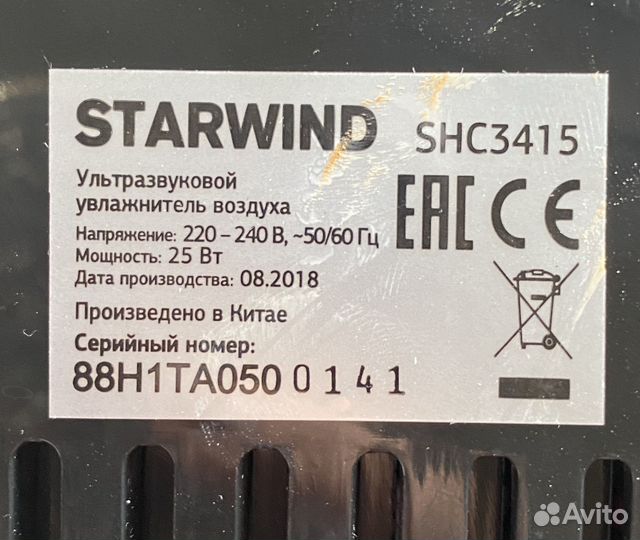 STARWIND SHC3415
Ультразвуковой
увлажнитель воздуха
Напряжение: 220 – 240 В, ~50/60 Гц
Мощность: 25 Вт
Дата производства: 08.2018
EAC CE
Произведено в Китае
Серийный номер:
88H1TA050 0 1 4 1
Avito